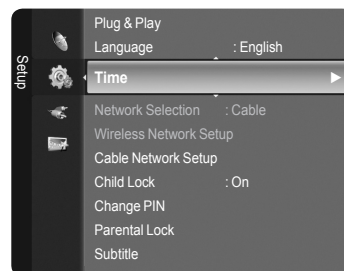 Setup
Plug & Play
Language : English
Time
Network Selection : Cable
Wireless Network Setup
Cable Network Setup
Child Lock : On
Change PIN
Parental Lock
Subtitle